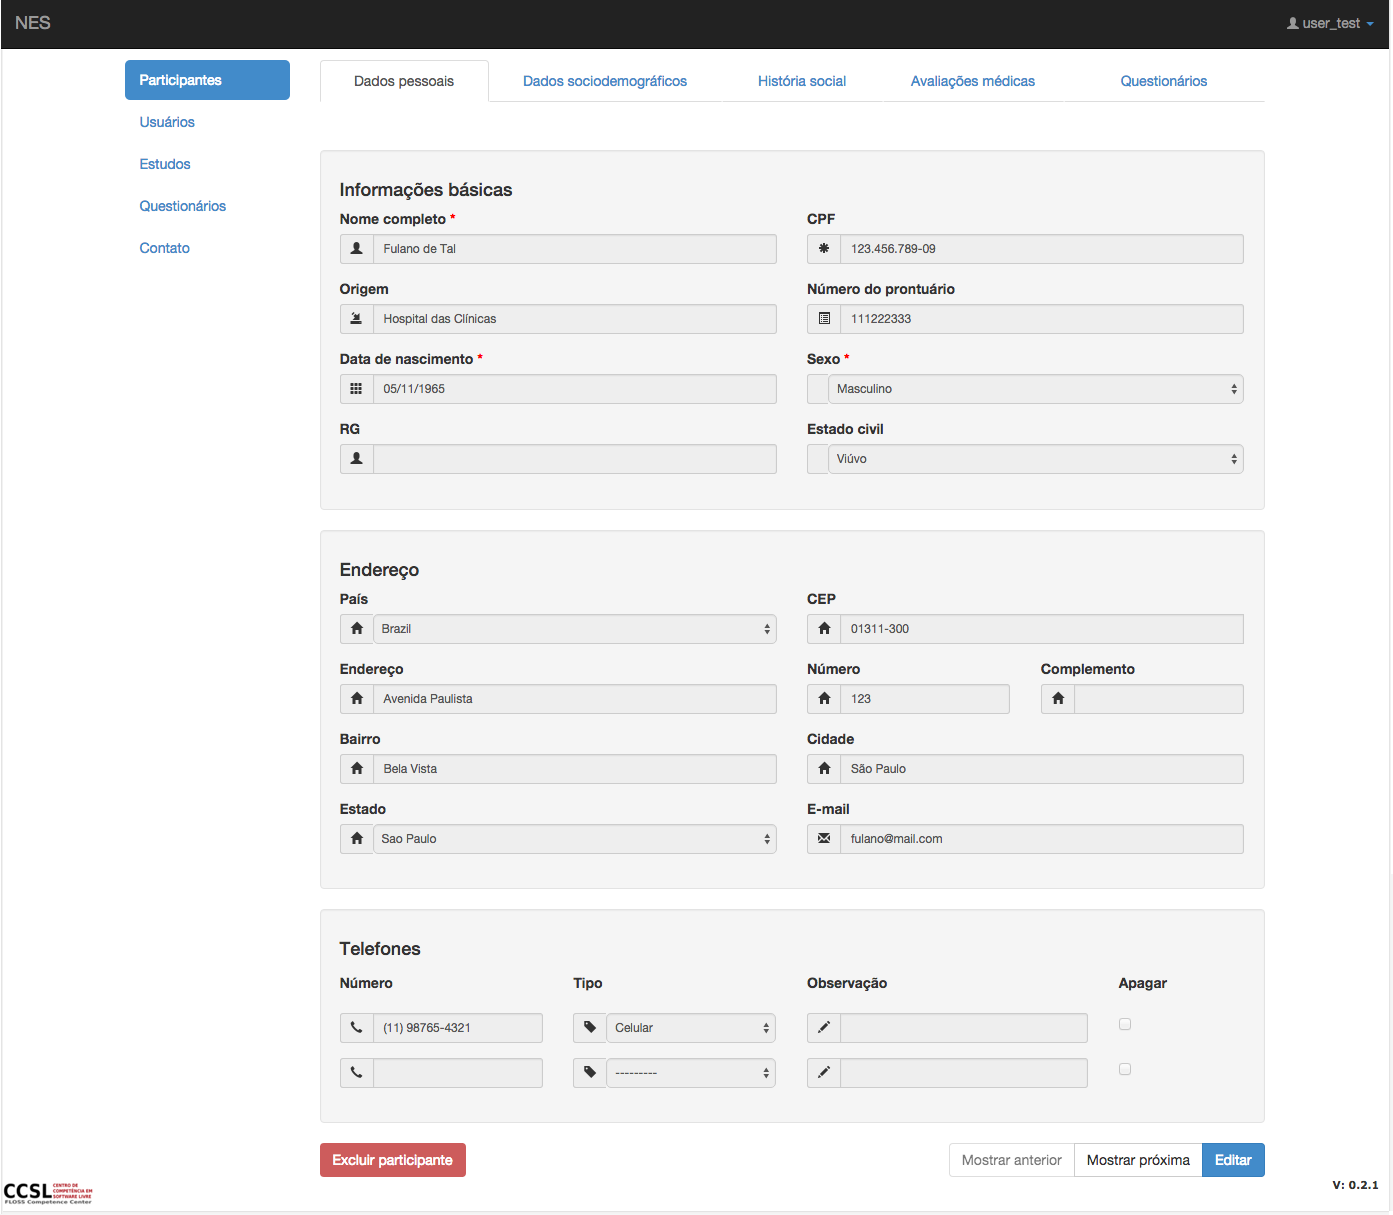 NES
user_test
Participantes
Usuários
Estudos
Questionários
Contato
Dados pessoais
Dados sociodemográficos
História social
Avaliações médicas
Questionários
Informações básicas
Nome completo *
CPF
Fulano de Tal
123.456.789-09
Origem
Número do prontuário
Hospital das Clínicas
111222333
Data de nascimento *
Sexo *
05/11/1965
Masculino
RG
Estado civil
Viúvo
Endereço
País
CEP
Brazil
01311-300
Endereço
Número
Complemento
Avenida Paulista
123
Bairro
Cidade
Bela Vista
São Paulo
Estado
E-mail
Sao Paulo
fulano@mail.com
Telefones
Número
Tipo
Observação
Apagar
(11) 98765-4321
Celular
---------
Excluir participante
Mostrar anterior
Mostrar próxima
Editar
CCSL
CENTRO DE
COMPETÊNCIA EM
SOFTWARE LIVRE
FLOSS Competence Center
V: 0.2.1